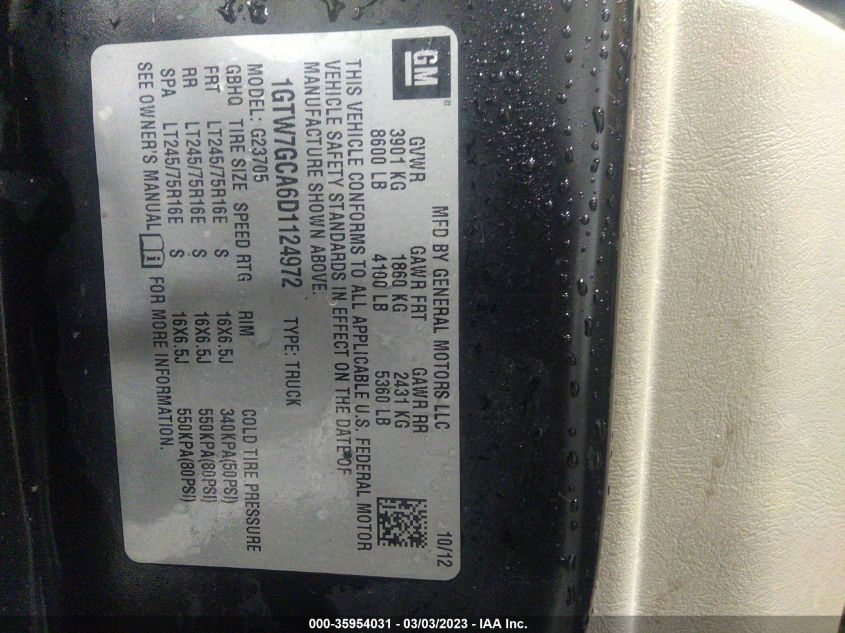 GM
®
MFD BY GENERAL MOTORS LLC 10/12
GVWR GAWR FRT GAWR RR
3901 KG 1860 KG 2431 KG
8600 LB 4100 LB 5360 LB
THIS VEHICLE CONFORMS TO ALL APPLICABLE U.S. FEDERAL MOTOR
VEHICLE SAFETY STANDARDS IN EFFECT ON THE DATE OF
MANUFACTURE SHOWN ABOVE.
1GTW7GCA6D1124972 TYPE: TRUCK
MODEL: G23705
GBHQ TIRE SIZE SPEED RTG RIM COLD TIRE PRESSURE
FRT LT245/75R16E S 16X6.5J 340KPA(50PSI)
RR LT245/75R16E S 16X6.5J 550KPA(80PSI)
SPA LT245/75R16E S 16X6.5J 550KPA(80PSI)
SEE OWNER'S MANUAL FOR MORE INFORMATION.
000-35954031 - 03/03/2023 - IAA Inc.